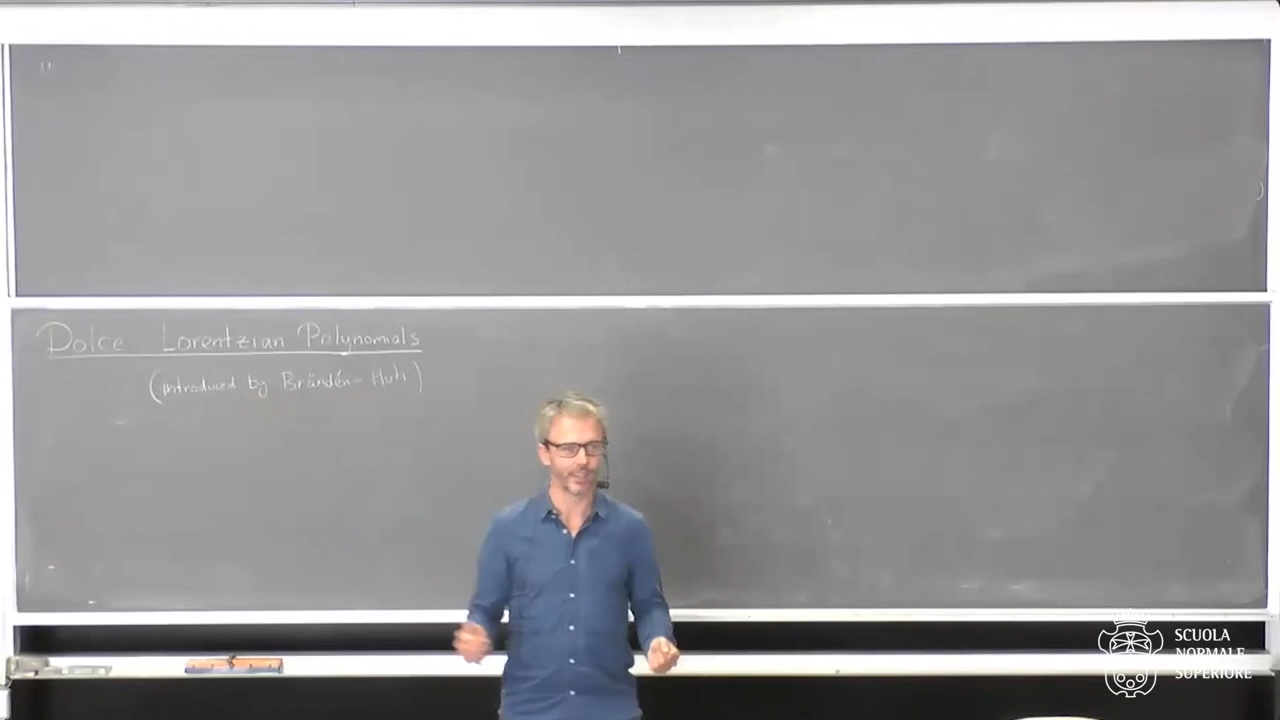 Dolce Lorentzian Polynomials
(introduced by Brändén-Huh)
SCUOLA
NORMALE
SUPERIORE